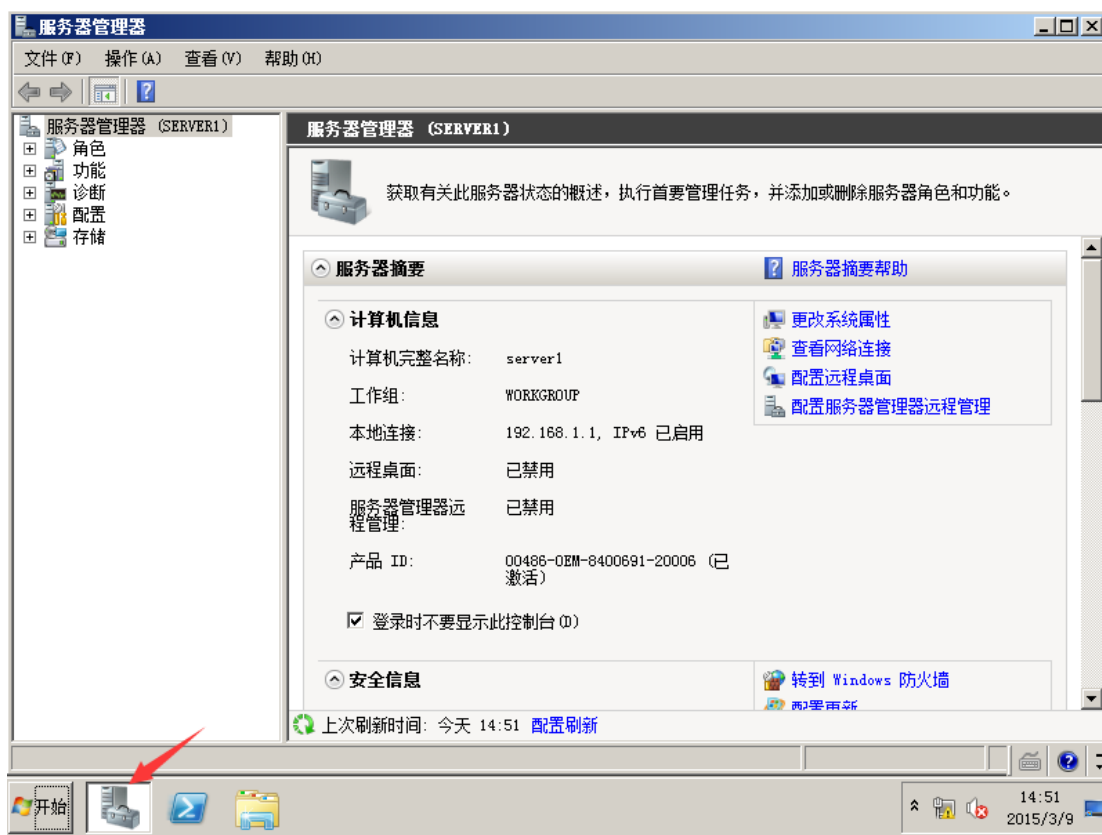 服务器管理器
文件(F) 操作(A) 查看(V) 帮助(H)
服务器管理器 (SERVER1)
角色
功能
诊断
配置
存储
服务器管理器 (SERVER1)
获取有关此服务器状态的概述，执行首要管理任务，并添加或删除服务器角色和功能。
服务器摘要
服务器摘要帮助
计算机信息
计算机完整名称: server1
工作组: WORKGROUP
本地连接: 192.168.1.1, IPv6 已启用
远程桌面: 已禁用
服务器管理器远
程管理:
已禁用
产品 ID: 00486-OEM-8400691-20006 (已
激活)
登录时不要显示此控制台(D)
更改系统属性
查看网络连接
配置远程桌面
配置服务器管理器远程管理
安全信息
转到 Windows 防火墙
配置更新
上次刷新时间: 今天 14:51 配置刷新
开始
14:51
2015/3/9